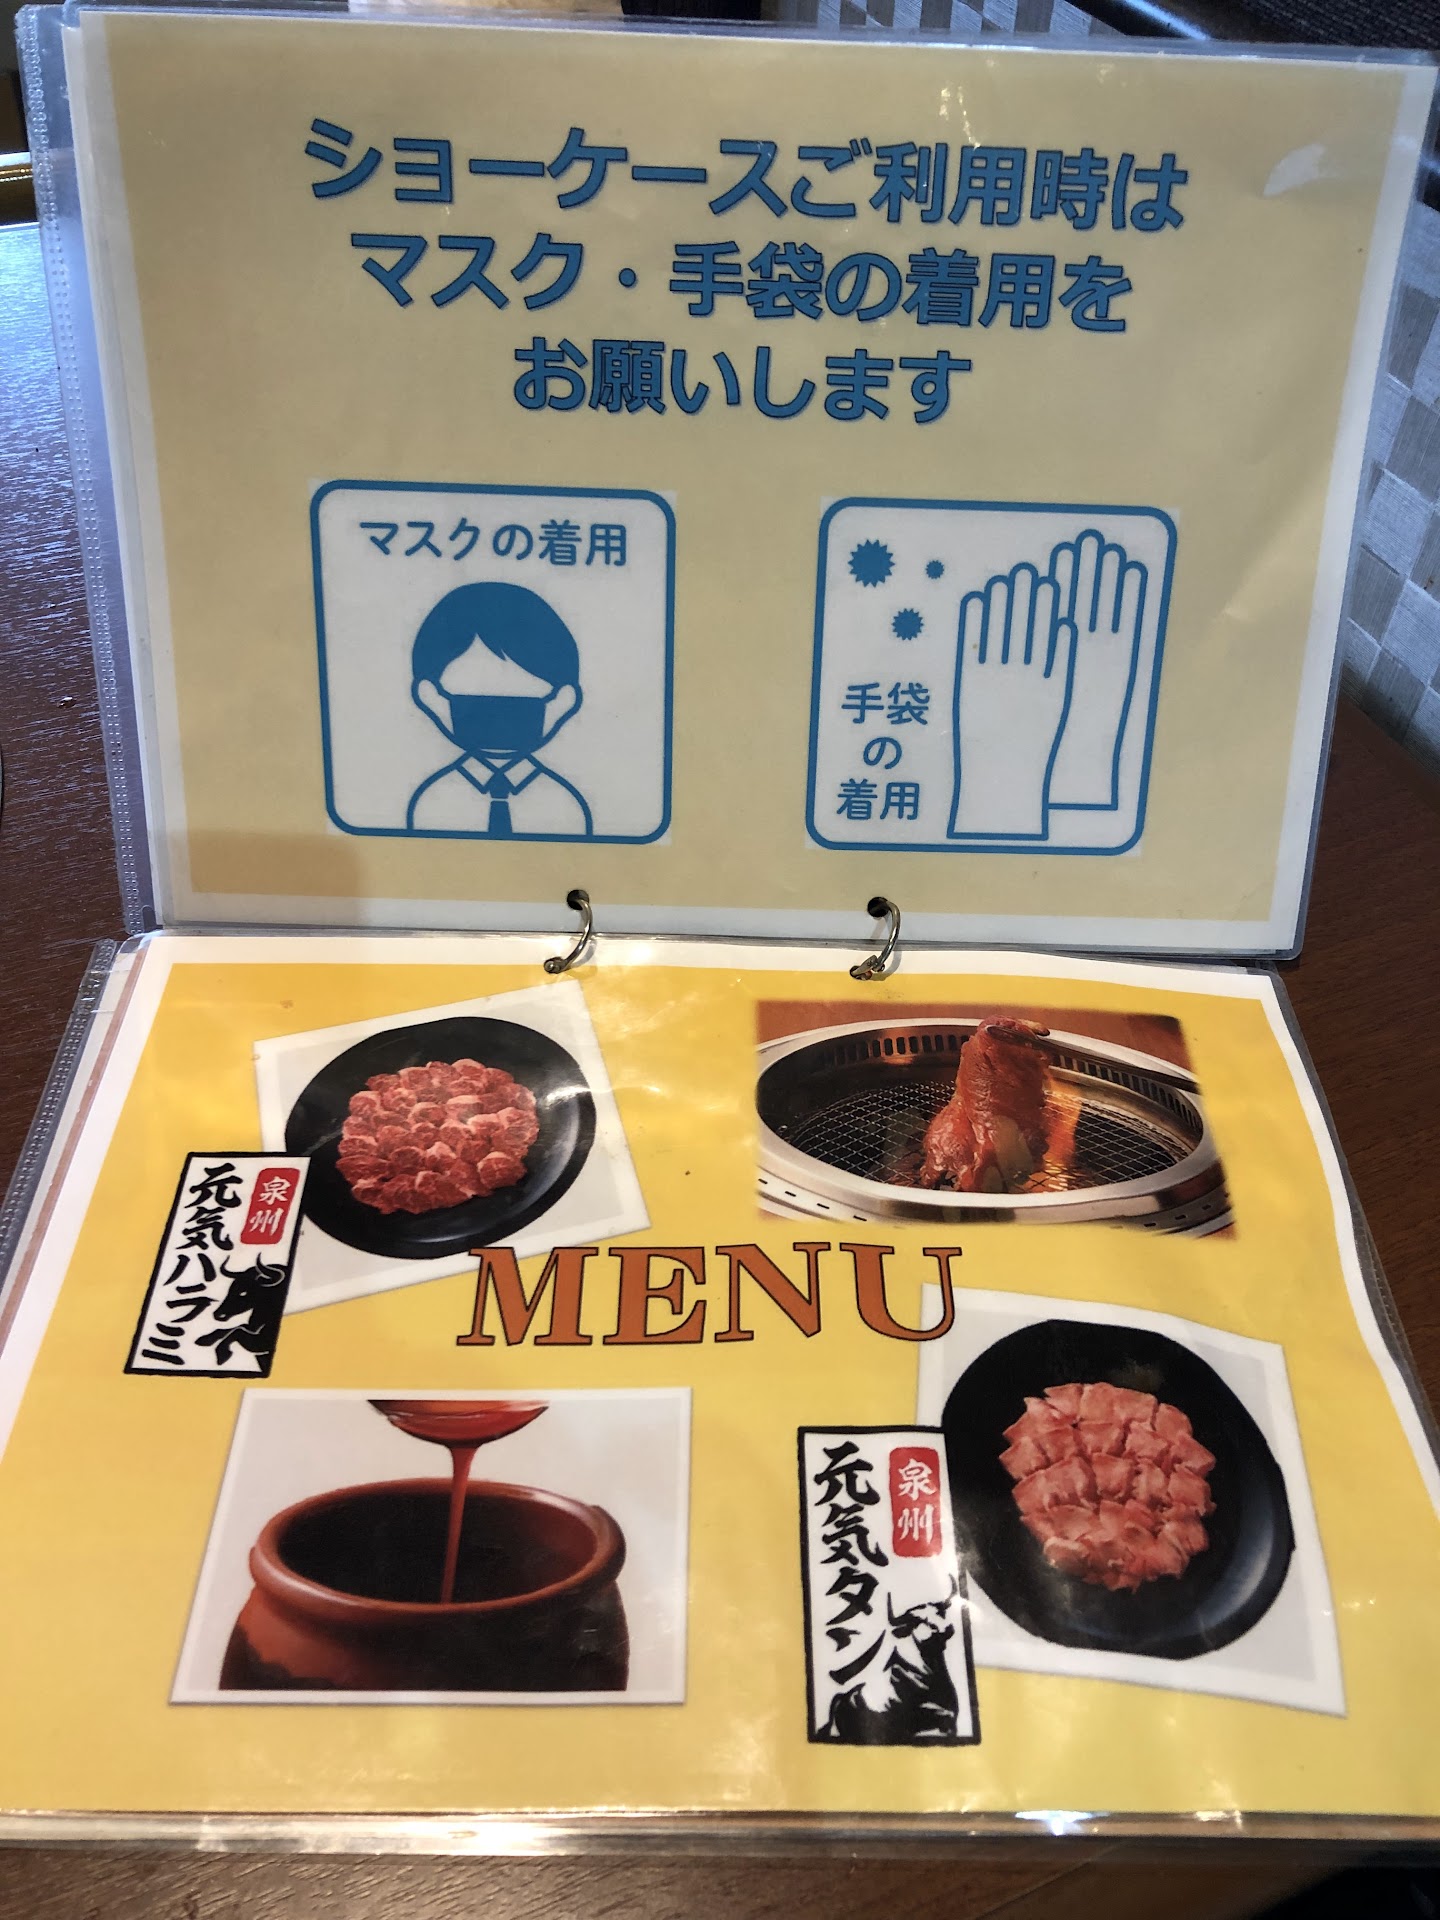 ショーケースご利用時は
マスク・手袋の着用を
お願いします
マスクの着用
手袋
の
着用
泉州
元気ハラミ
MENU
泉州
元気タン